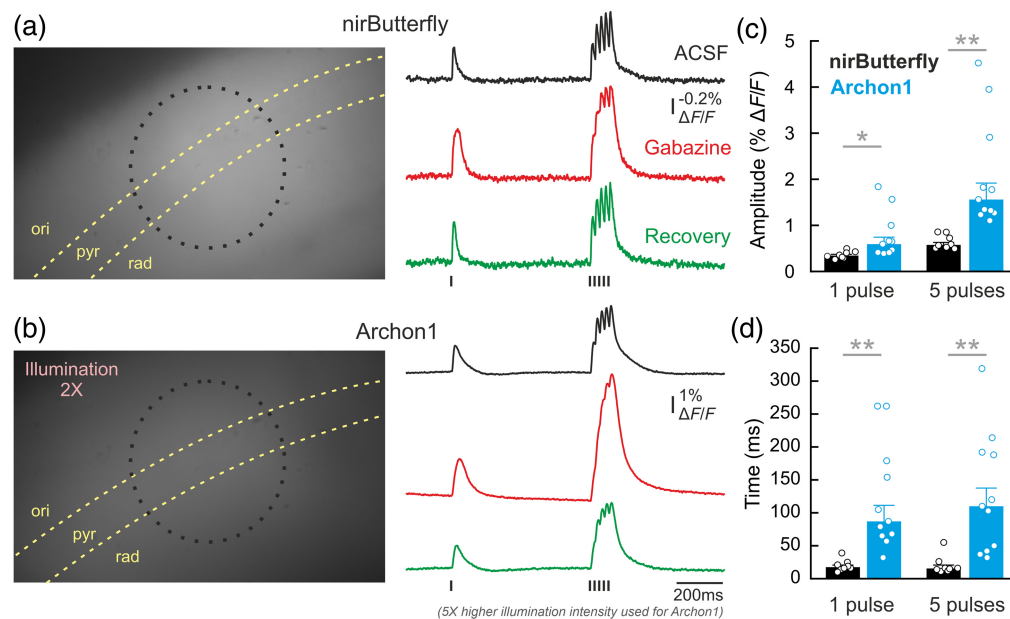 (a)
nirButterfly
ori
pyr
rad
ACSF
-0.2%
ΔF/F
Gabazine
Recovery
(b)
Archon1
Illumination
2X
ori
pyr
rad
1%
ΔF/F
200ms
(5X higher illumination intensity used for Archon1)
(c)
Amplitude (% ΔF/F)
5
4
3
2
1
0
nirButterfly
Archon1
*
**
1 pulse
5 pulses
(d)
Time (ms)
350
300
250
200
150
100
50
0
**
**
1 pulse
5 pulses